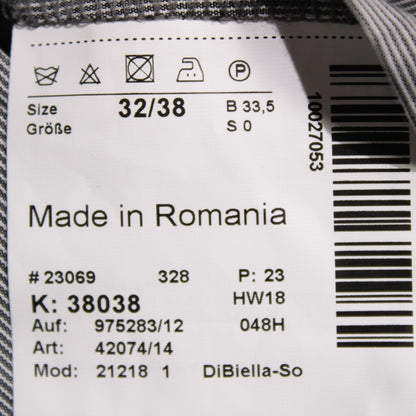 P
Size 32/38 B 33,5
Größe S 0
10027053
Made in Romania
# 23069 328 P: 23
K: 38038 HW18
Auf: 975283/12 048H
Art: 42074/14
Mod: 21218 1 DiBiella-So